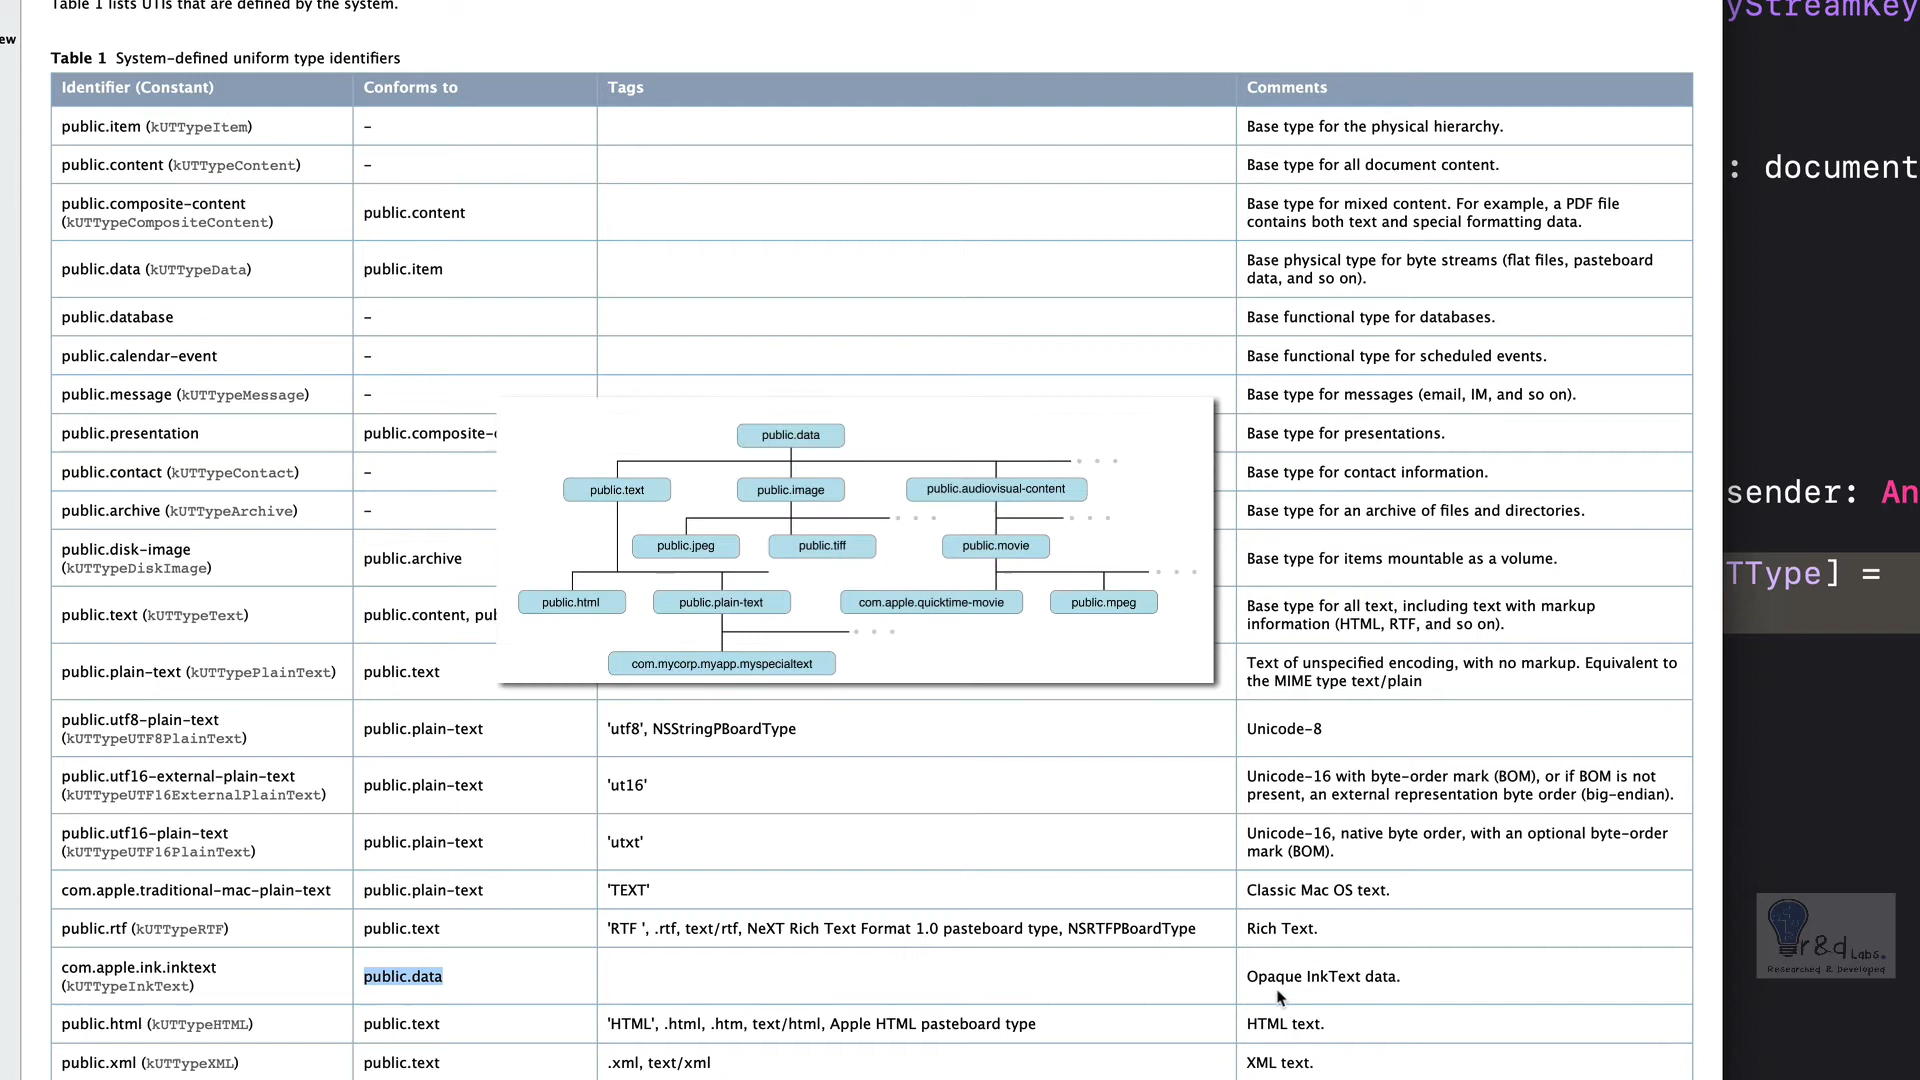 Table 1 lists UTIs that are defined by the system.
ew
Table 1 System-defined uniform type identifiers
Identifier (Constant) Conforms to Tags Comments
public.item (kUTTypeItem) – Base type for the physical hierarchy.
public.content (kUTTypeContent) – Base type for all document content.
public.composite-content
(kUTTypeCompositeContent)
public.content
Base type for mixed content. For example, a PDF file
contains both text and special formatting data.
public.data (kUTTypeData) public.item
Base physical type for byte streams (flat files, pasteboard
data, and so on).
public.database – Base functional type for databases.
public.calendar-event – Base functional type for scheduled events.
public.message (kUTTypeMessage) – Base type for messages (email, IM, and so on).
public.presentation public.composite-c Base type for presentations.
public.contact (kUTTypeContact) – Base type for contact information.
public.archive (kUTTypeArchive) – Base type for an archive of files and directories.
public.disk-image
(kUTTypeDiskImage)
public.archive
Base type for items mountable as a volume.
public.text (kUTTypeText) public.content, pub
Base type for all text, including text with markup
information (HTML, RTF, and so on).
public.plain-text (kUTTypePlainText) public.text
Text of unspecified encoding, with no markup. Equivalent to
the MIME type text/plain
public.utf8-plain-text
(kUTTypeUTF8PlainText)
public.plain-text
'utf8', NSStringPBoardType
Unicode-8
public.utf16-external-plain-text
(kUTTypeUTF16ExternalPlainText)
public.plain-text
'ut16'
Unicode-16 with byte-order mark (BOM), or if BOM is not
present, an external representation byte order (big-endian).
public.utf16-plain-text
(kUTTypeUTF16PlainText)
public.plain-text
'utxt'
Unicode-16, native byte order, with an optional byte-order
mark (BOM).
com.apple.traditional-mac-plain-text public.plain-text 'TEXT' Classic Mac OS text.
public.rtf (kUTTypeRTF) public.text 'RTF ', .rtf, text/rtf, NeXT Rich Text Format 1.0 pasteboard type, NSRTFPBoardType Rich Text.
com.apple.ink.inktext
(kUTTypeInkText)
public.data
Opaque InkText data.
public.html (kUTTypeHTML) public.text 'HTML', .html, .htm, text/html, Apple HTML pasteboard type HTML text.
public.xml (kUTTypeXML) public.text .xml, text/xml XML text.
public.data
public.text public.image public.audiovisual-content
public.jpeg public.tiff public.movie
public.html public.plain-text com.apple.quicktime-movie public.mpeg
com.mycorp.myapp.myspecialtext
yStreamKey
: document
sender: An
TType] =
r&d Labs.
Researched & Developed